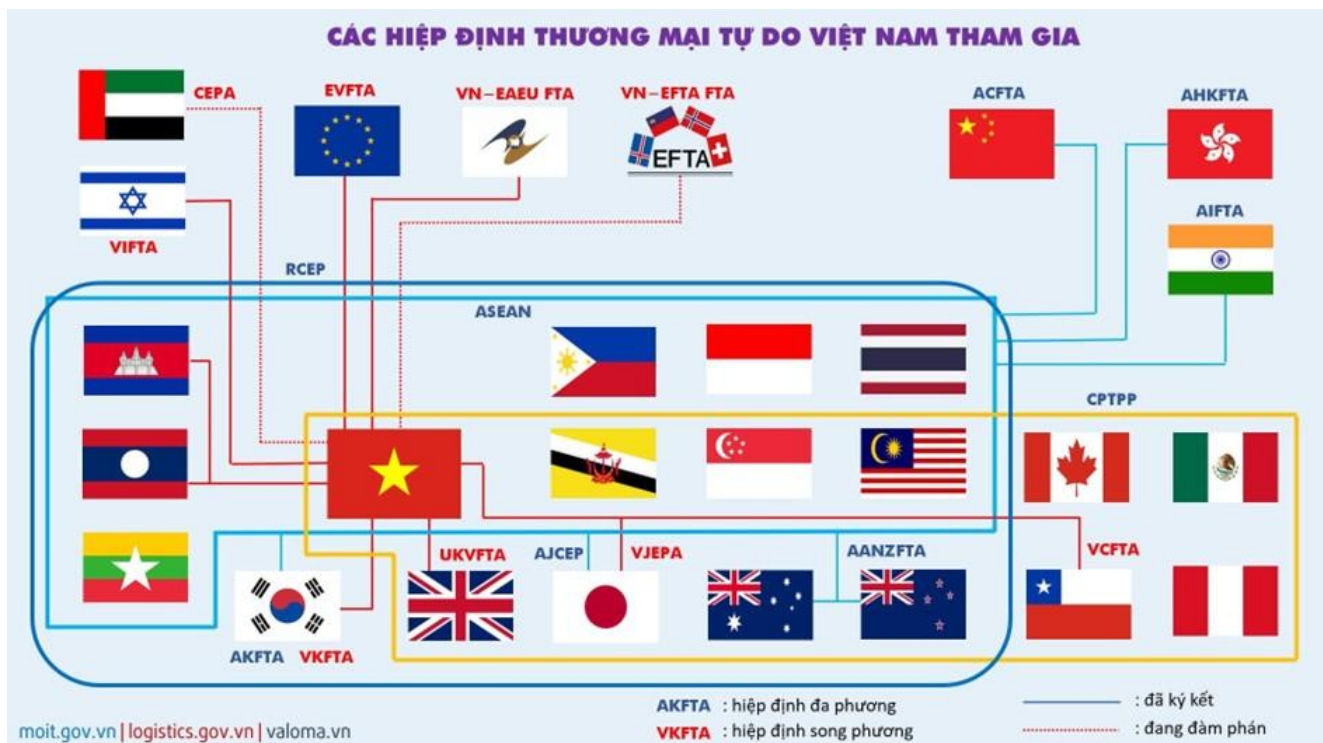 CÁC HIỆP ĐỊNH THƯƠNG MẠI TỰ DO VIỆT NAM THAM GIA
CEPA
EVFTA
VN-EAEU FTA
VN-EFTA FTA
ACFTA
AHKFTA
EFTA
VIFTA
AIFTA
RCEP
ASEAN
CPTPP
UKVFTA
AJCEP
VJEPA
AANZFTA
VCFTA
AKFTA VKFTA
AKFTA : hiệp định đa phương
: đã ký kết
VKFTA : hiệp định song phương
: đang đàm phán
moit.gov.vn | logistics.gov.vn | valoma.vn